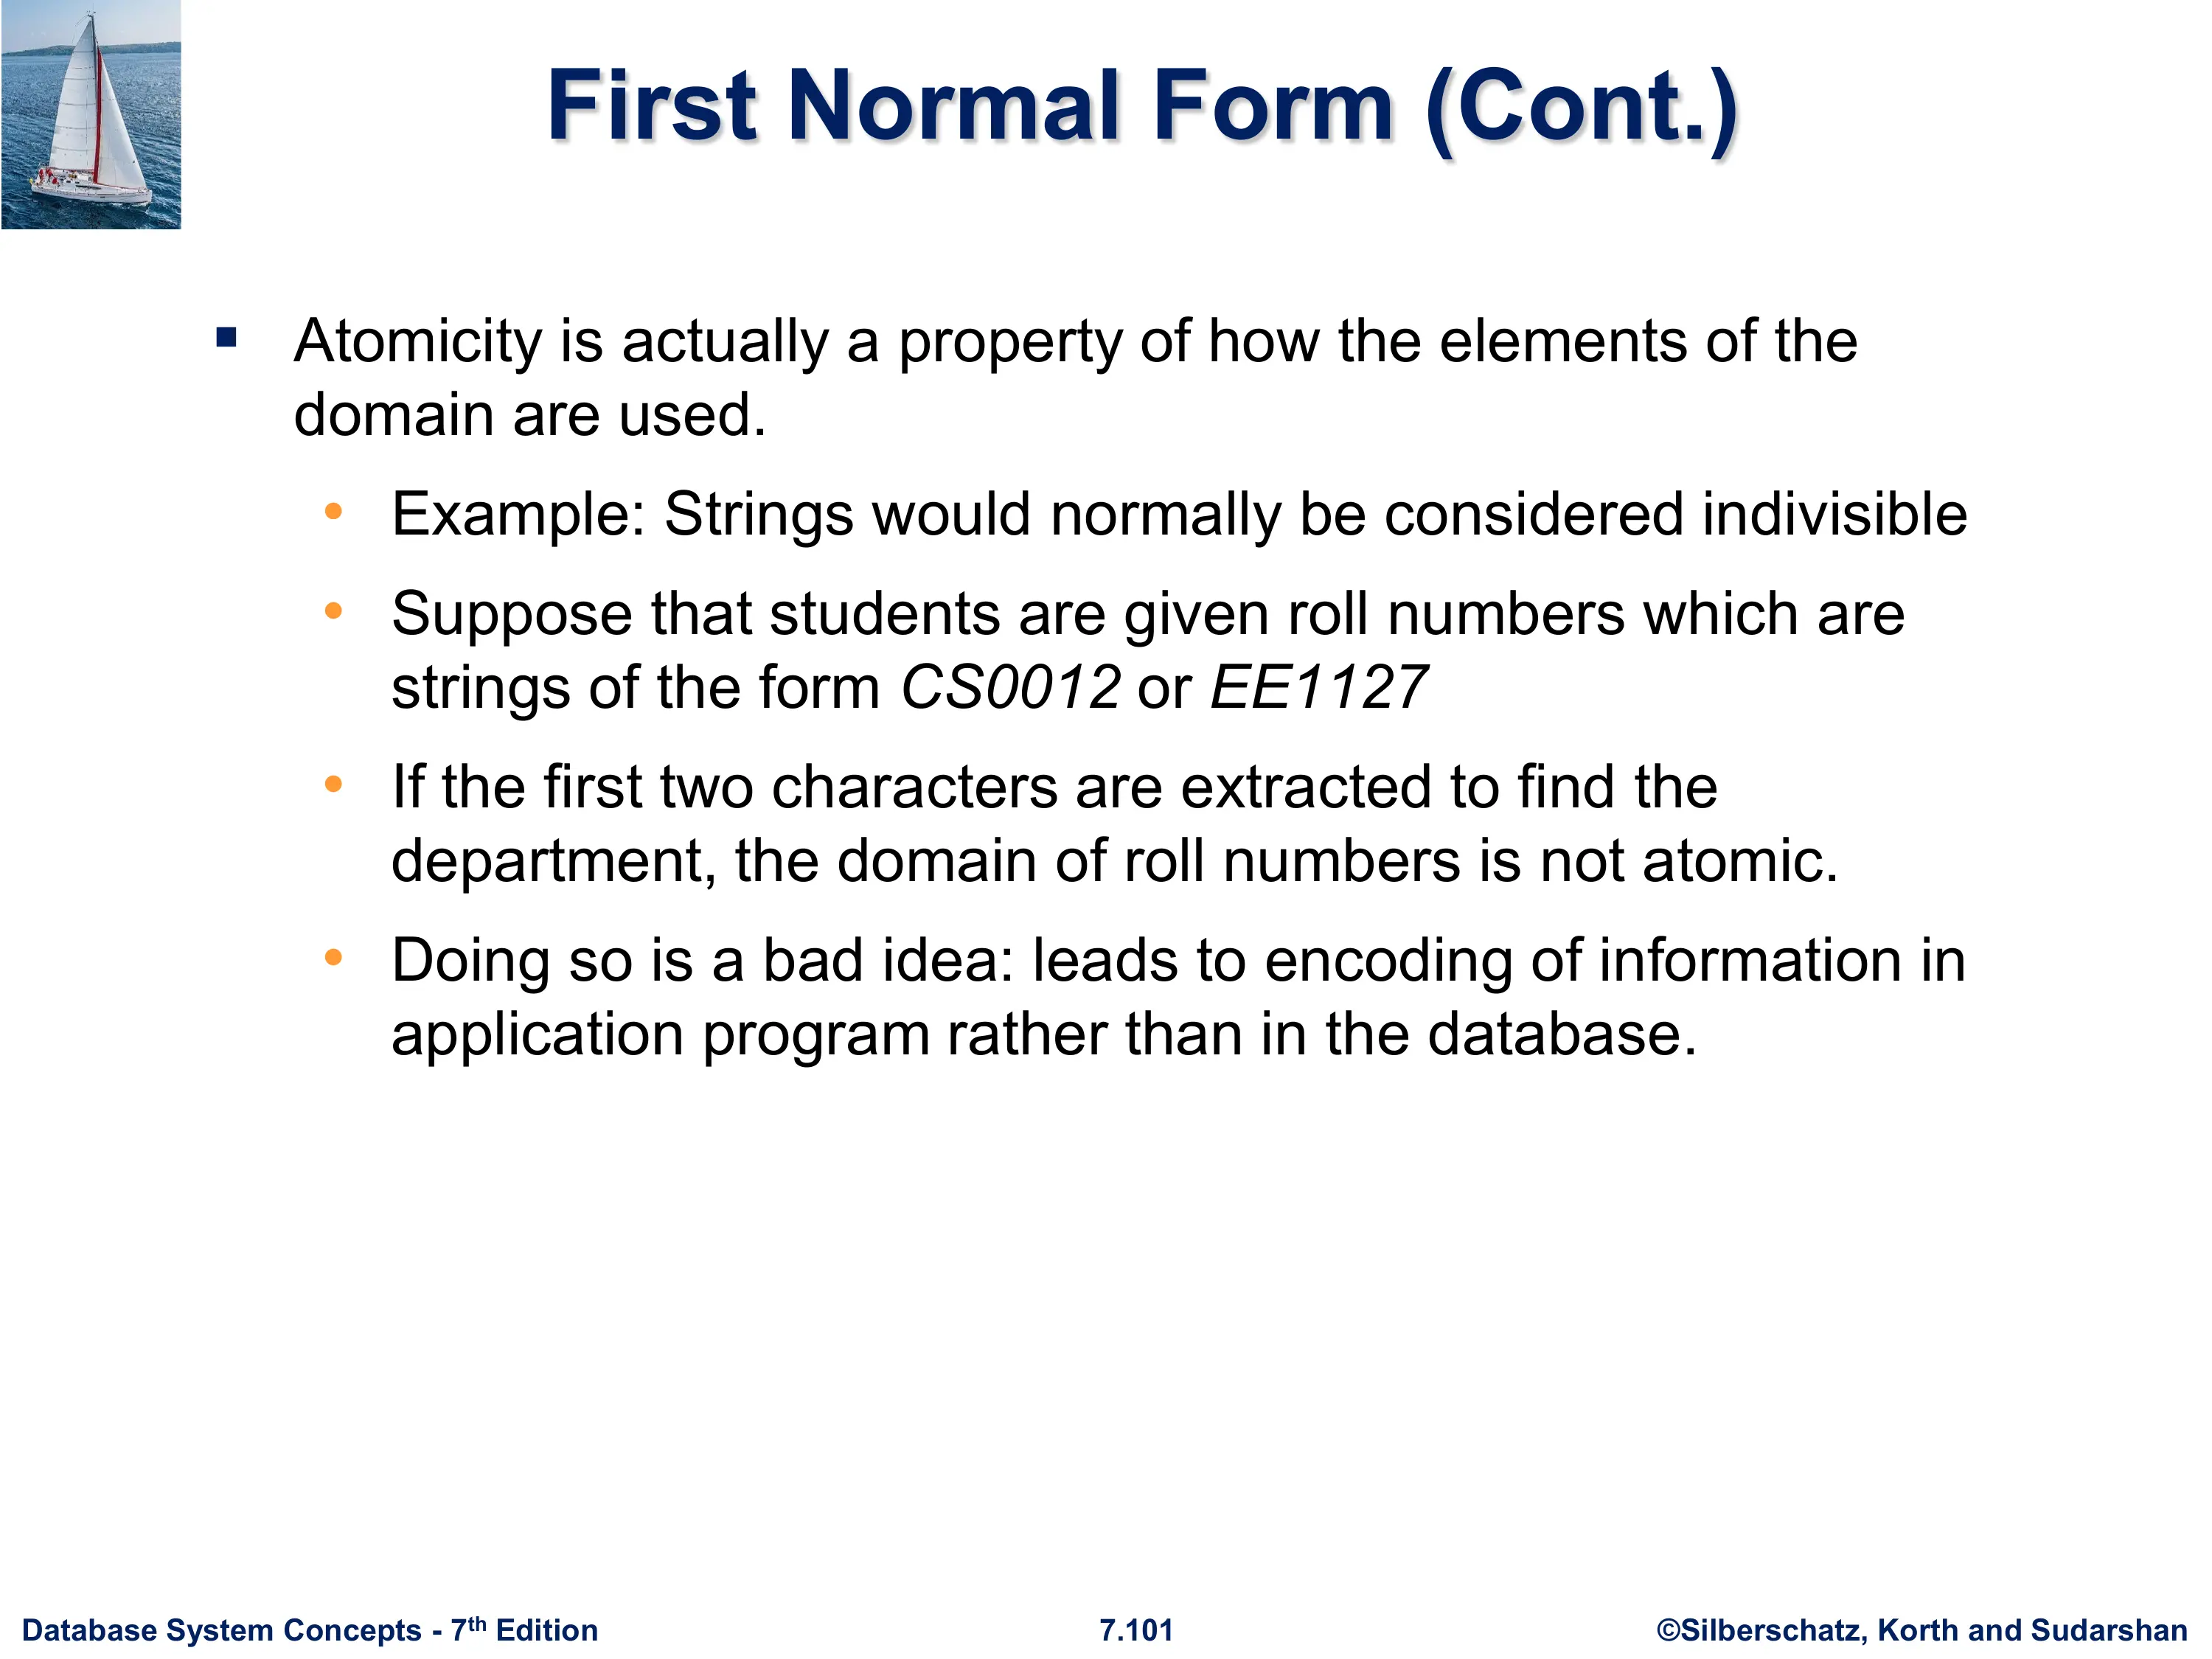 First Normal Form (Cont.)
▪ Atomicity is actually a property of how the elements of the
domain are used.
• Example: Strings would normally be considered indivisible
• Suppose that students are given roll numbers which are
strings of the form CS0012 or EE1127
• If the first two characters are extracted to find the
department, the domain of roll numbers is not atomic.
• Doing so is a bad idea: leads to encoding of information in
application program rather than in the database.
Database System Concepts - 7th Edition
7.101
©Silberschatz, Korth and Sudarshan